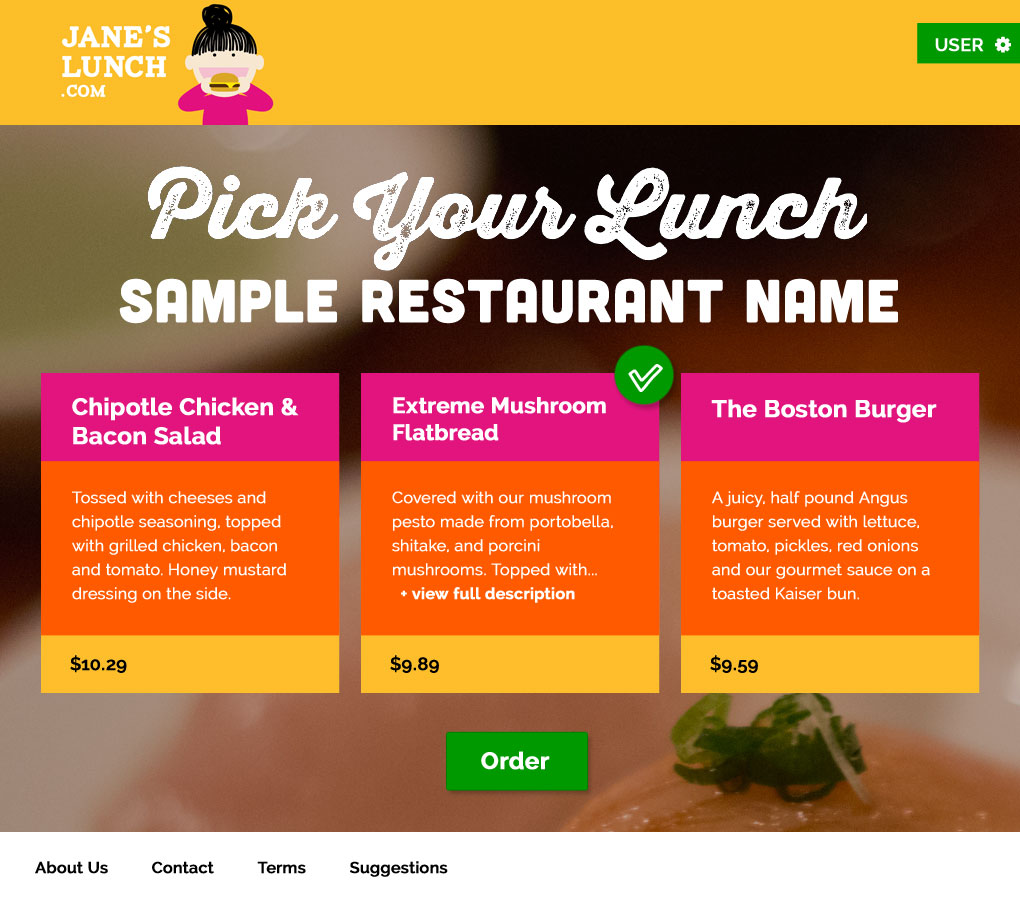 JANE'S
LUNCH
.COM
USER
Pick Your Lunch
SAMPLE RESTAURANT NAME
Chipotle Chicken &
Bacon Salad
Tossed with cheeses and
chipotle seasoning, topped
with grilled chicken, bacon
and tomato. Honey mustard
dressing on the side.
$10.29
Extreme Mushroom
Flatbread
Covered with our mushroom
pesto made from portobella,
shitake, and porcini
mushrooms. Topped with...
+ view full description
$9.89
The Boston Burger
A juicy, half pound Angus
burger served with lettuce,
tomato, pickles, red onions
and our gourmet sauce on a
toasted Kaiser bun.
$9.59
Order
About Us Contact Terms Suggestions